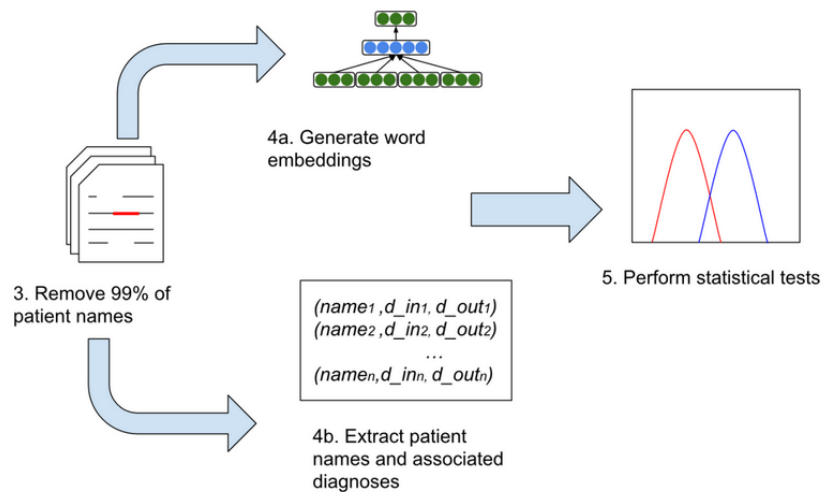 4a. Generate word
embeddings
3. Remove 99% of
patient names
(name₁ ,d_in₁, d_out₁)
(name₂ ,d_in₂, d_out₂)
...
(nameₙ,d_inₙ, d_outₙ)
4b. Extract patient
names and associated
diagnoses
5. Perform statistical tests